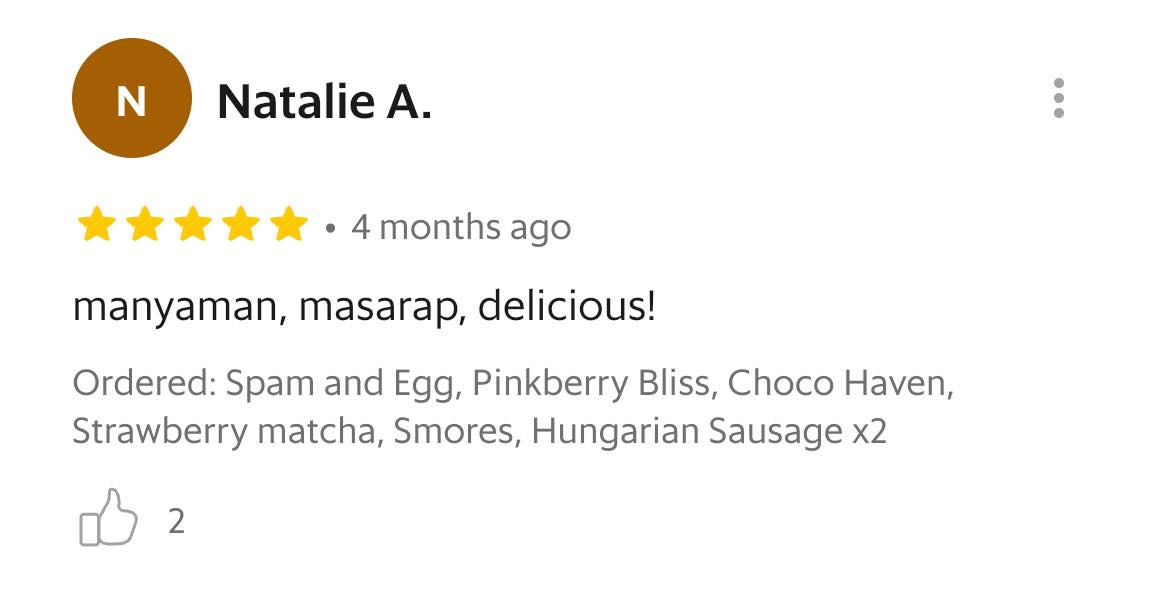 N
Natalie A.
• 4 months ago
manyaman, masarap, delicious!
Ordered: Spam and Egg, Pinkberry Bliss, Choco Haven,
Strawberry matcha, Smores, Hungarian Sausage x2
2